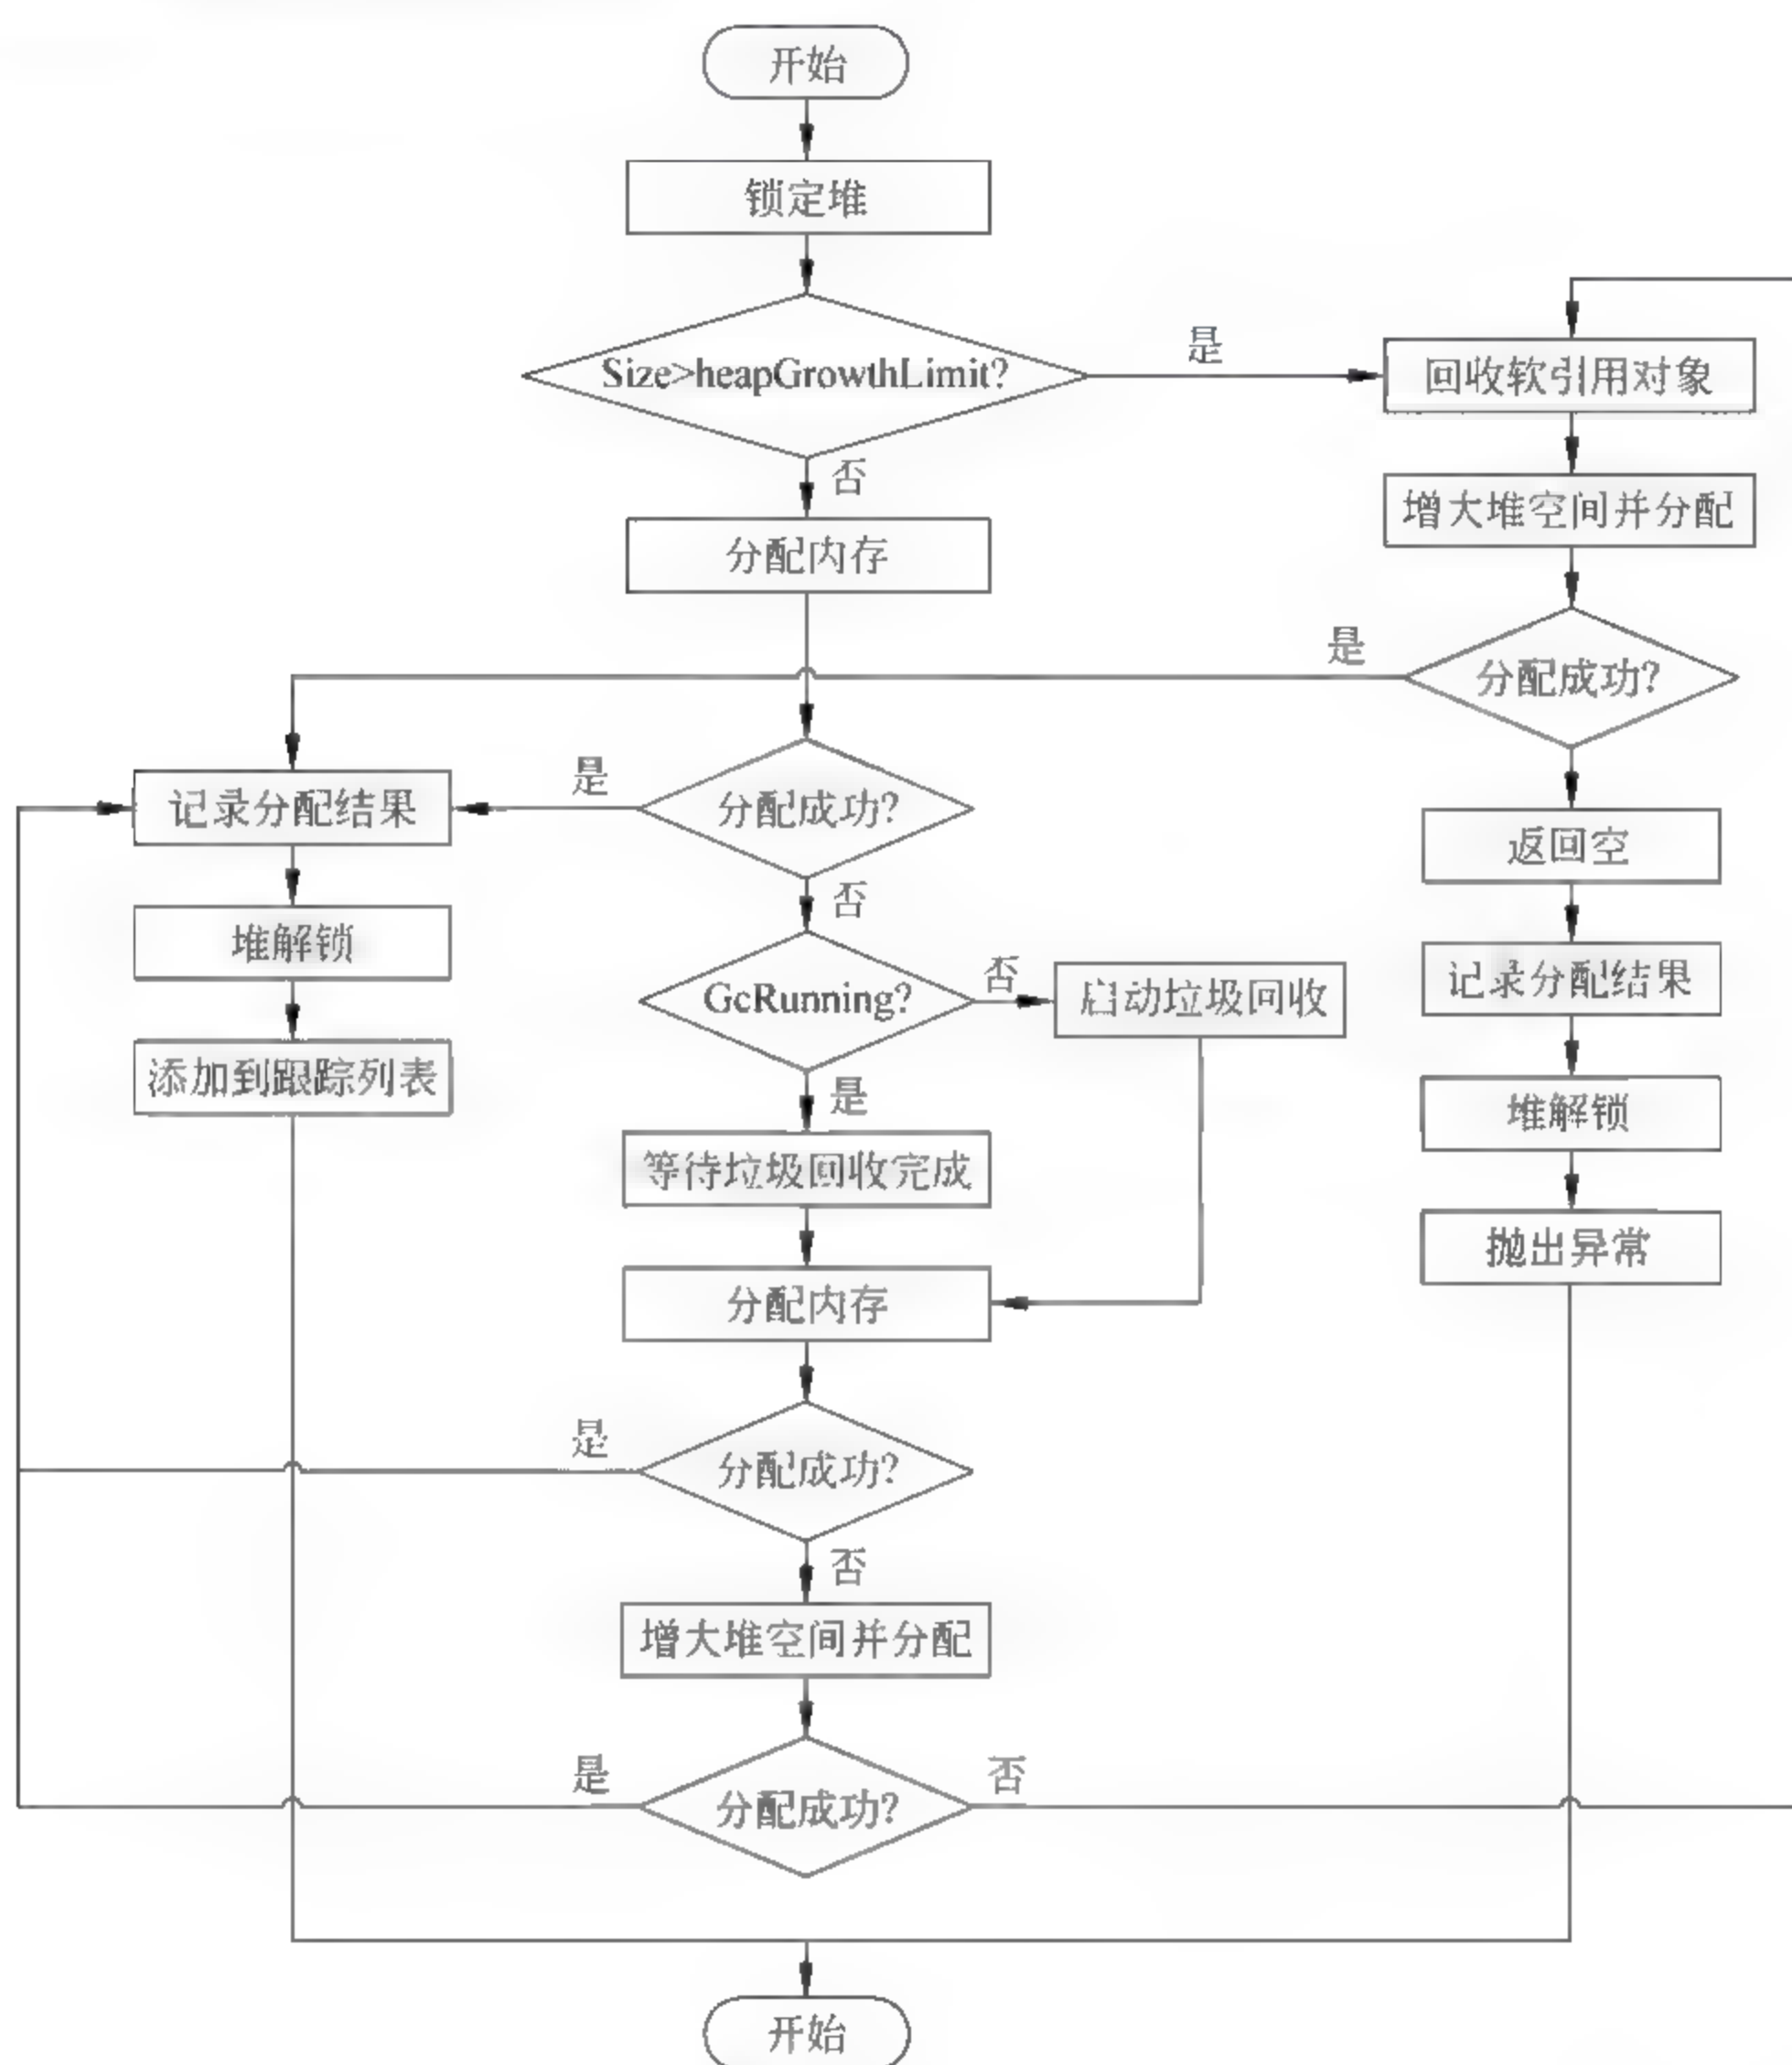 开始
锁定堆
Size>heapGrowthLimit?
是
回收软引用对象
否
增大堆空间并分配
分配内存
是
分配成功?
是
记录分配结果
分配成功?
返回空
否
堆解锁
GcRunning?
否
启动垃圾回收
记录分配结果
添加到跟踪列表
是
堆解锁
等待垃圾回收完成
抛出异常
分配内存
是
分配成功?
否
增大堆空间并分配
是
分配成功?
否
开始